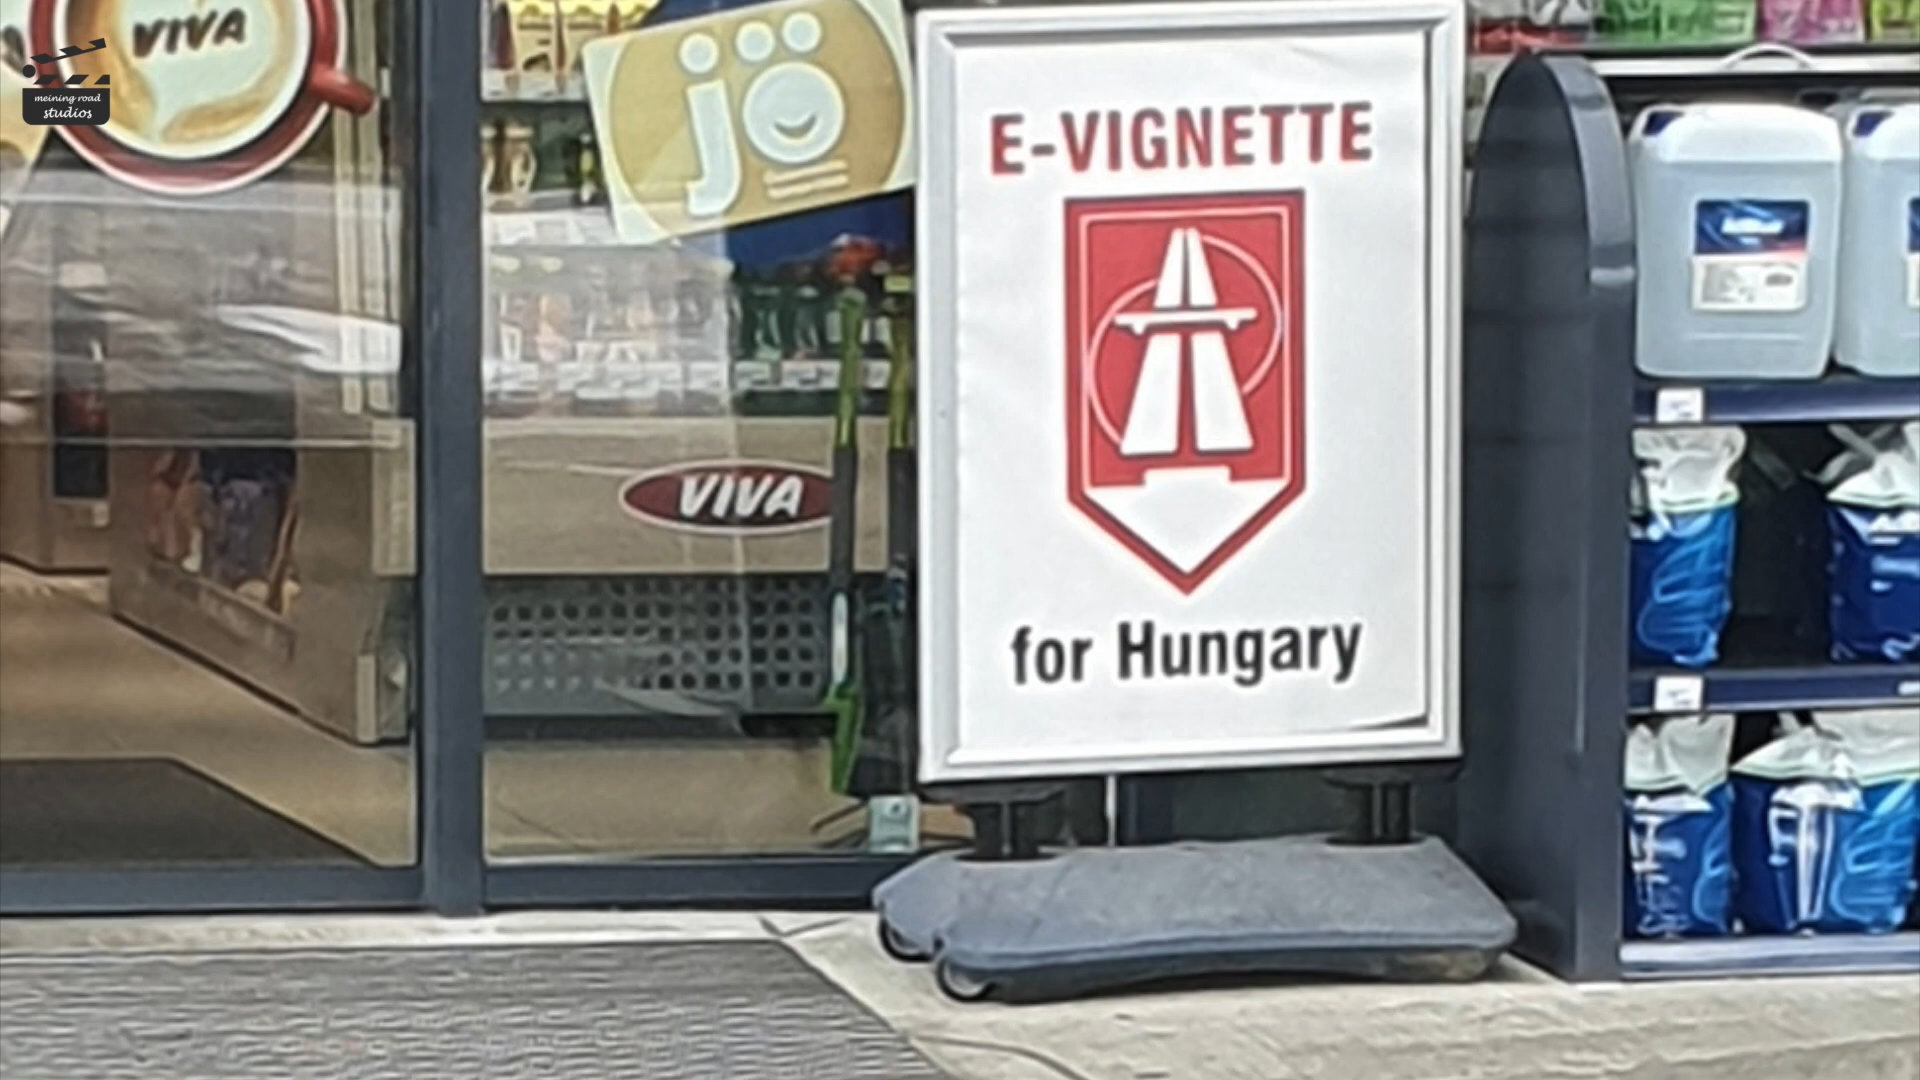 VIVA
meining road
studios
jö
E-VIGNETTE
for Hungary
VIVA